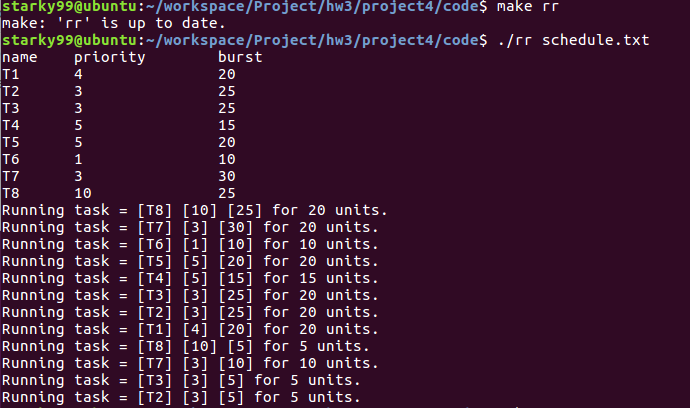 starky99@ubuntu:~/workspace/Project/hw3/project4/code$ make rr
make: 'rr' is up to date.
starky99@ubuntu:~/workspace/Project/hw3/project4/code$ ./rr schedule.txt
name priority burst
T1 4 20
T2 3 25
T3 3 25
T4 5 15
T5 5 20
T6 1 10
T7 3 30
T8 10 25
Running task = [T8] [10] [25] for 20 units.
Running task = [T7] [3] [30] for 20 units.
Running task = [T6] [1] [10] for 10 units.
Running task = [T5] [5] [20] for 20 units.
Running task = [T4] [5] [15] for 15 units.
Running task = [T3] [3] [25] for 20 units.
Running task = [T2] [3] [25] for 20 units.
Running task = [T1] [4] [20] for 20 units.
Running task = [T8] [10] [5] for 5 units.
Running task = [T7] [3] [10] for 10 units.
Running task = [T3] [3] [5] for 5 units.
Running task = [T2] [3] [5] for 5 units.